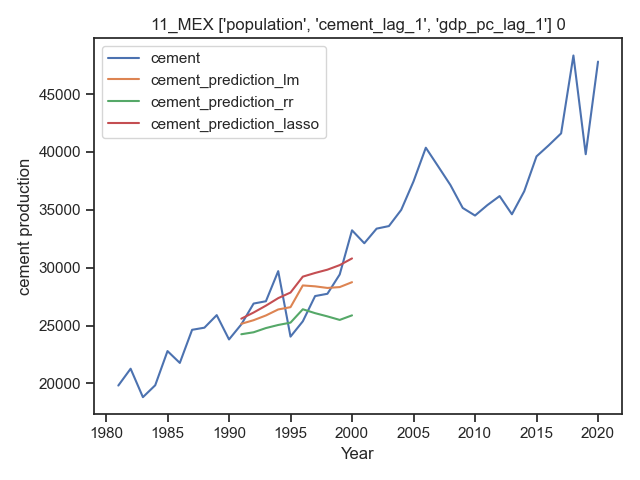 11_MEX ['population', 'cement_lag_1', 'gdp_pc_lag_1'] 0
cement
cement_prediction_lm
cement_prediction_rr
cement_prediction_lasso
cement production
45000
40000
35000
30000
25000
20000
1980 1985 1990 1995 2000 2005 2010 2015 2020
Year